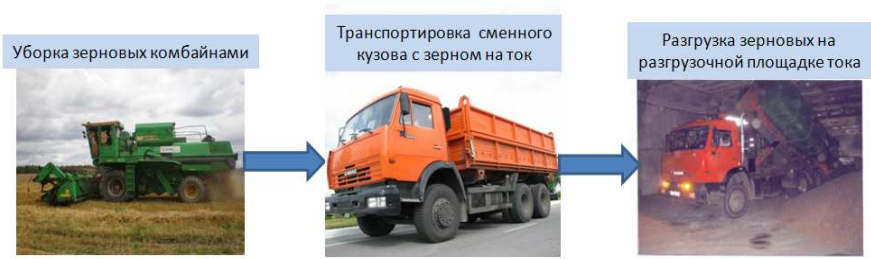 Уборка зерновых комбайнами
Транспортировка сменного
кузова с зерном на ток
Разгрузка зерновых на
разгрузочной площадке тока